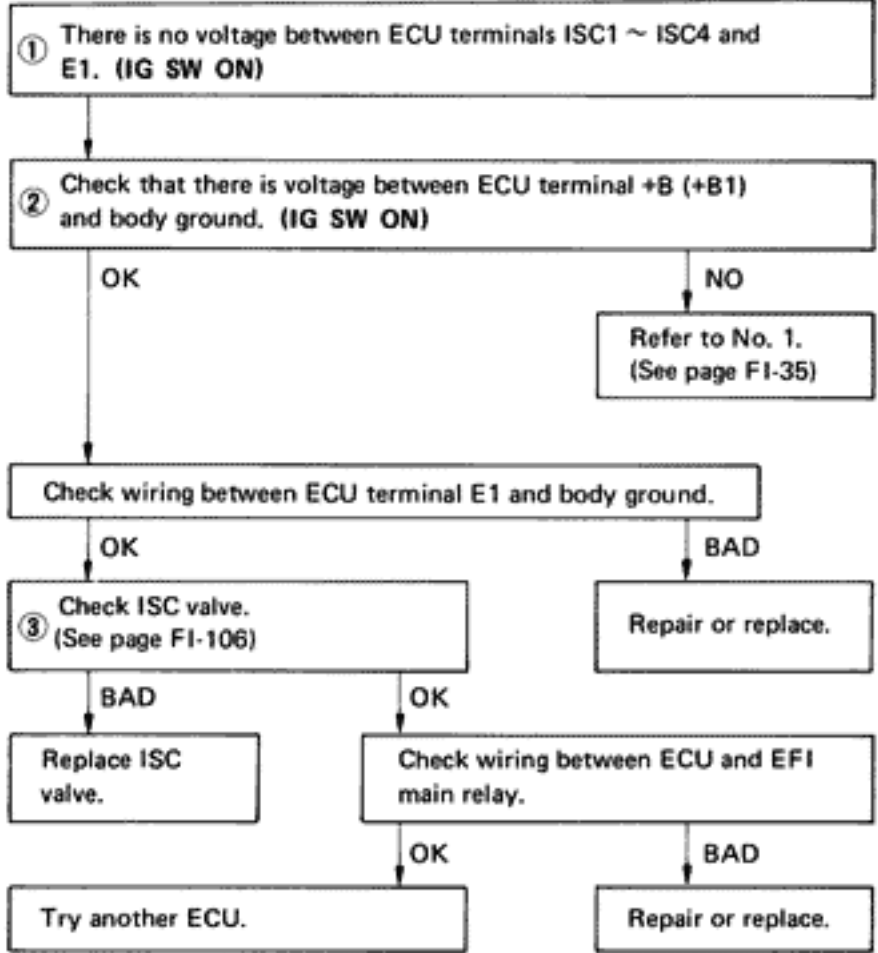 ① There is no voltage between ECU terminals ISC1 ~ ISC4 and
E1. (IG SW ON)
② Check that there is voltage between ECU terminal +B (+B1)
and body ground. (IG SW ON)
OK
NO
Refer to No. 1.
(See page FI-35)
Check wiring between ECU terminal E1 and body ground.
OK
BAD
③ Check ISC valve.
(See page FI-106)
Repair or replace.
BAD
OK
Replace ISC
valve.
Check wiring between ECU and EFI
main relay.
OK
BAD
Try another ECU.
Repair or replace.